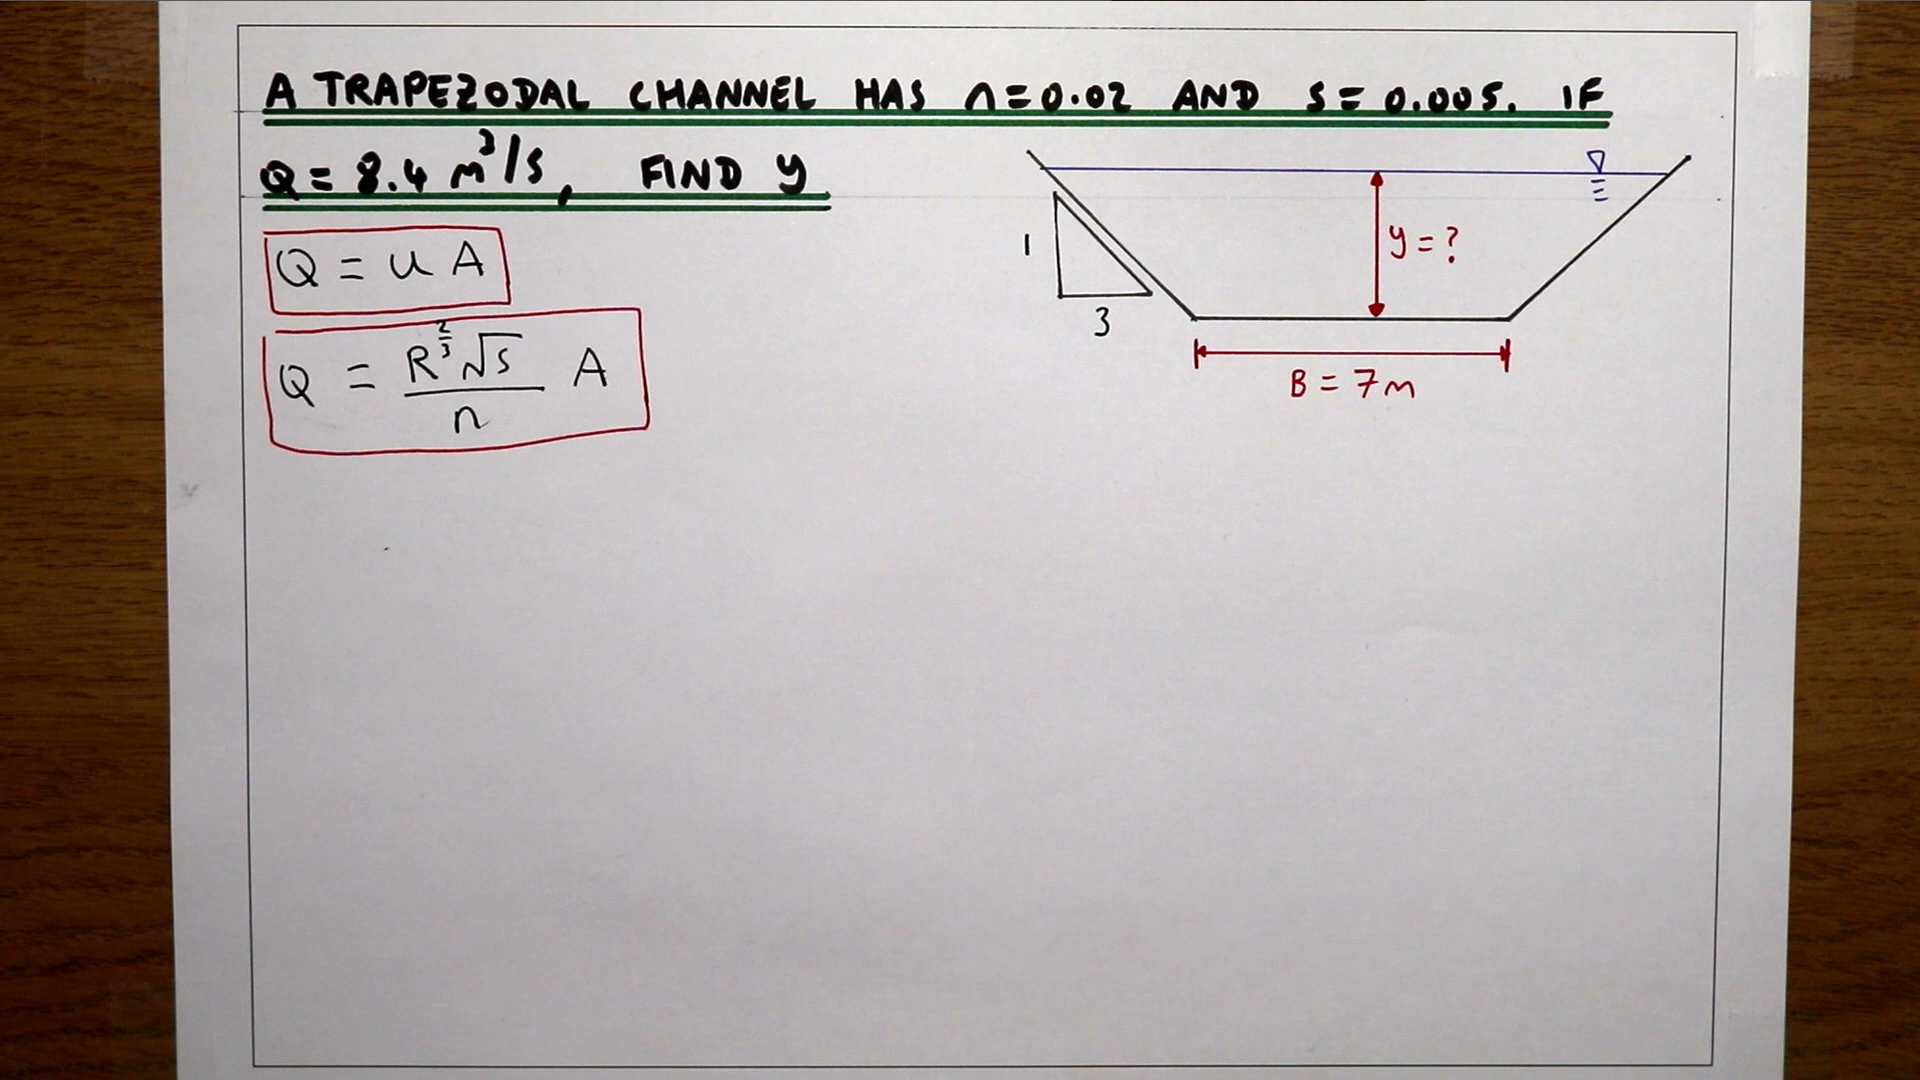 A TRAPEZODAL CHANNEL HAS n=0.02 AND S=0.005. IF
Q = 8.4 m³/s, FIND y
Q = u A
Q = R^(2/3) √S / n A
1
3
y = ?
B = 7m